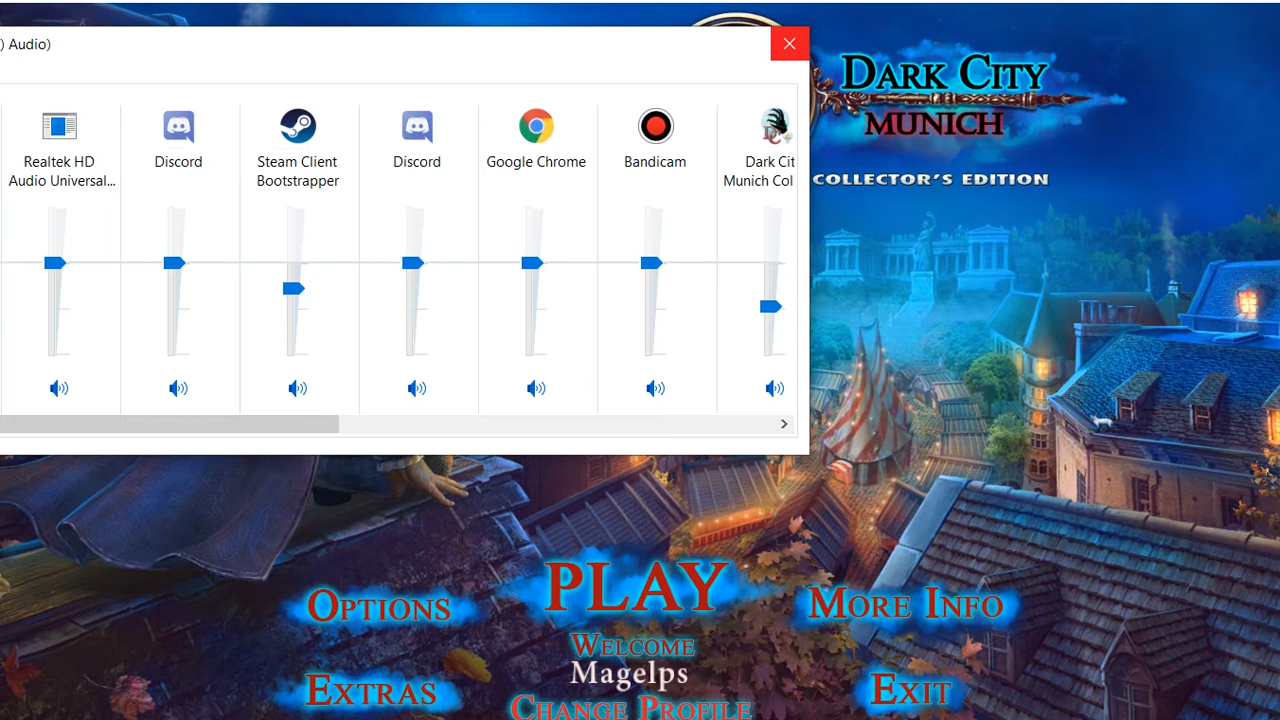 ) Audio)
Realtek HD
Audio Universal...
Discord
Steam Client
Bootstrapper
Discord
Google Chrome
Bandicam
Dark Cit
Munich Col
DARK CITY
MUNICH
COLLECTOR'S EDITION
PLAY
OPTIONS
MORE INFO
WELCOME
Magelps
EXTRAS
EXIT
CHANGE PROFILE